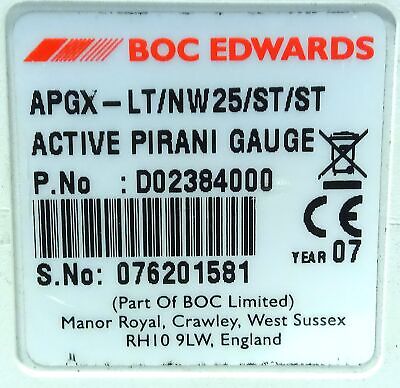 BOC EDWARDS
APGX-LT/NW25/ST/ST
ACTIVE PIRANI GAUGE
P.No : D02384000
CE
YEAR 07
S.No: 076201581
(Part Of BOC Limited)
Manor Royal, Crawley, West Sussex
RH10 9LW, England